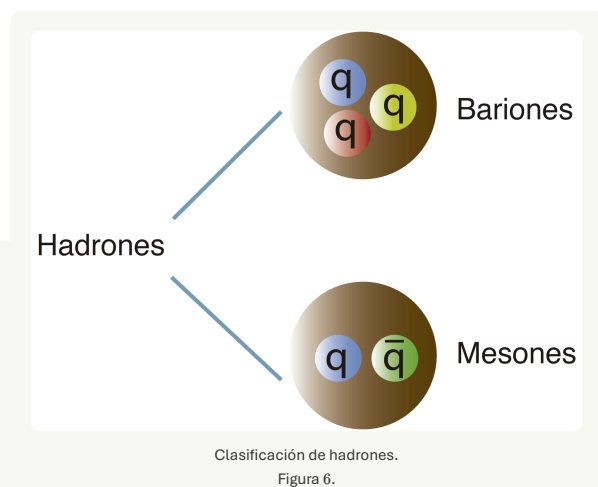 q
q
q
Bariones
Hadrones
q q̄
Mesones
Clasificación de hadrones.
Figura 6.